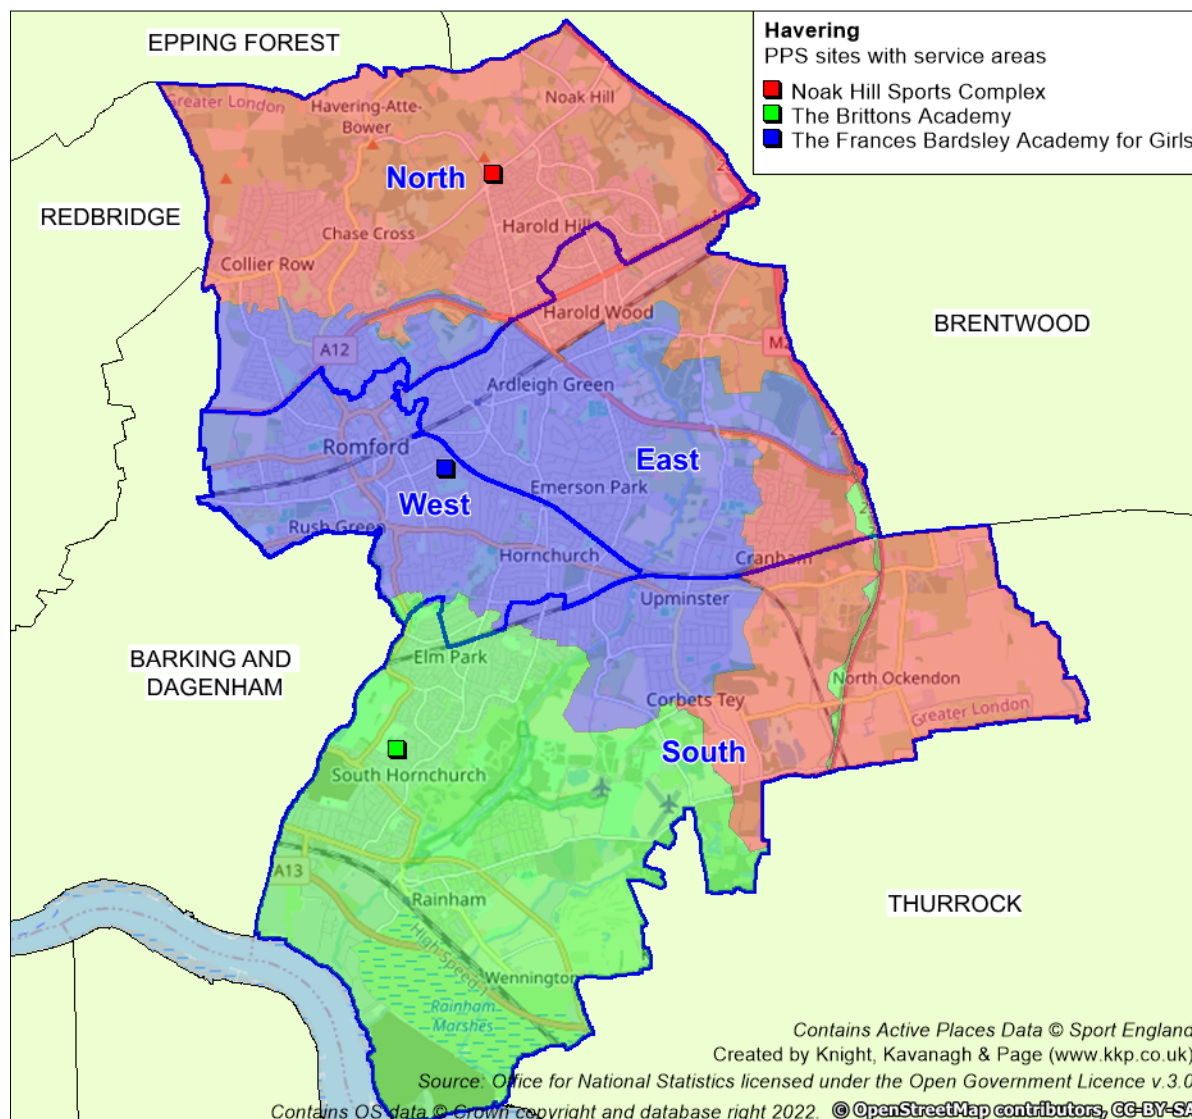 EPPING FOREST
Havering
PPS sites with service areas
Noak Hill Sports Complex
The Brittons Academy
The Frances Bardsley Academy for Girls
Greater London
Havering-Atte-
Bower
Noak Hill
North
REDBRIDGE
Chase Cross
Harold Hill
Collier Row
Harold Wood
BRENTWOOD
A12
Ardleigh Green
Romford
East
Emerson Park
West
Rush Green
Hornchurch
Cranham
Upminster
BARKING AND
DAGENHAM
Elm Park
North Ockendon
Corbets Tey
Greater London
South
South Hornchurch
A13
Rainham
THURROCK
High Speed 1
Wennington
Rainham
Marshes
Contains Active Places Data © Sport England
Created by Knight, Kavanagh & Page (www.kkp.co.uk)
Source: Office for National Statistics licensed under the Open Government Licence v.3.0
Contains OS data © Crown copyright and database right 2022. © OpenStreetMap contributors, CC-BY-SA